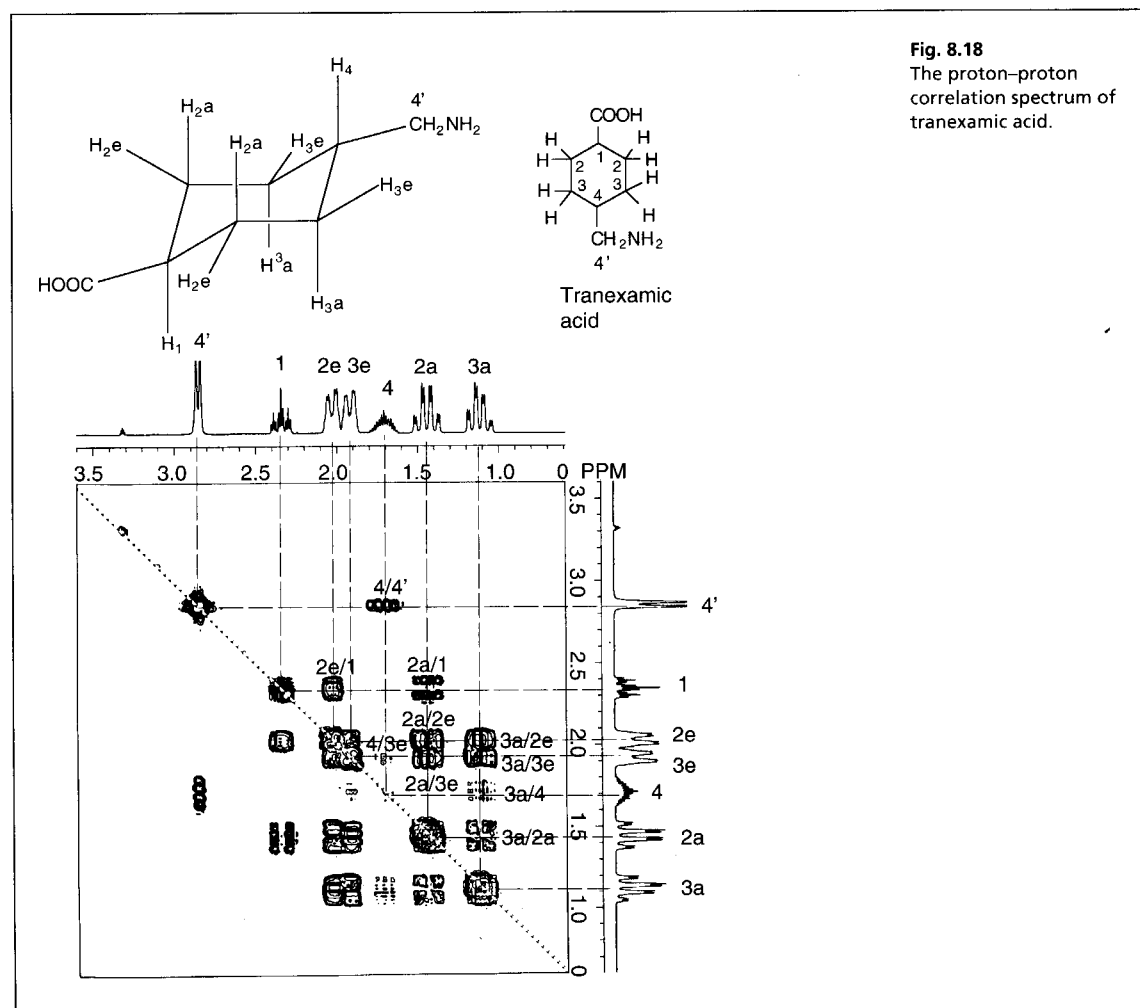 Fig. 8.18
The proton–proton
correlation spectrum of
tranexamic acid.
H₄
4'
CH₂NH₂
H₂a
H₂a
H₃e
H₂e
H₃e
HOOC
H₂e
H³a
H₃a
H₁
COOH
H
H
H
1
H
2
2
H
3
3
H
4
H
H
CH₂NH₂
4'
Tranexamic
acid
4'
1
2e
3e
4
2a
3a
3.5
3.0
2.5
2.0
1.5
1.0
0
PPM
3.5
3.0
2.5
2.0
1.5
1.0
0
4/4'
4'
2e/1
2a/1
1
2a/2e
3a/2e
2e
4/3e
3a/3e
3e
2a/3e
3a/4
4
3a/2a
2a
3a